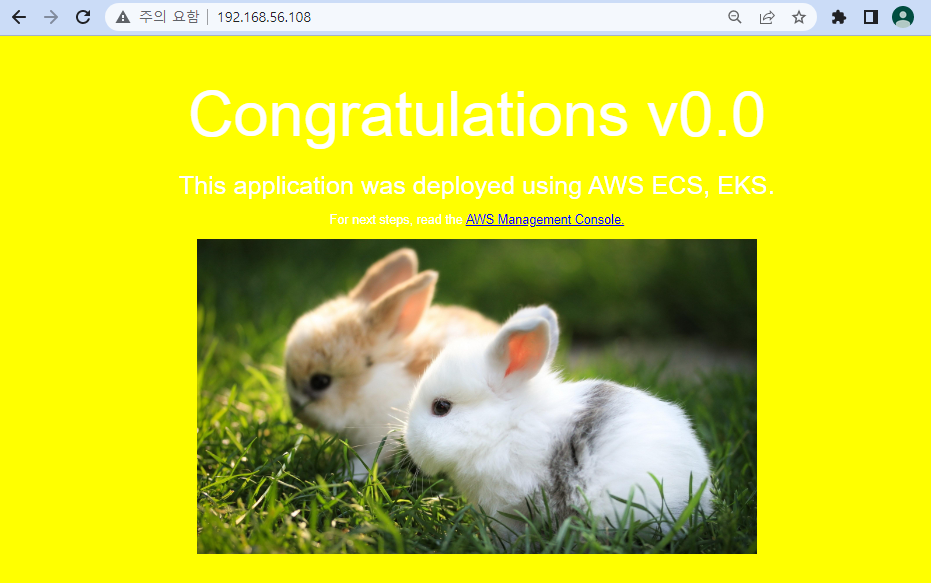 주의 요함 192.168.56.108
Congratulations v0.0
This application was deployed using AWS ECS, EKS.
For next steps, read the AWS Management Console.